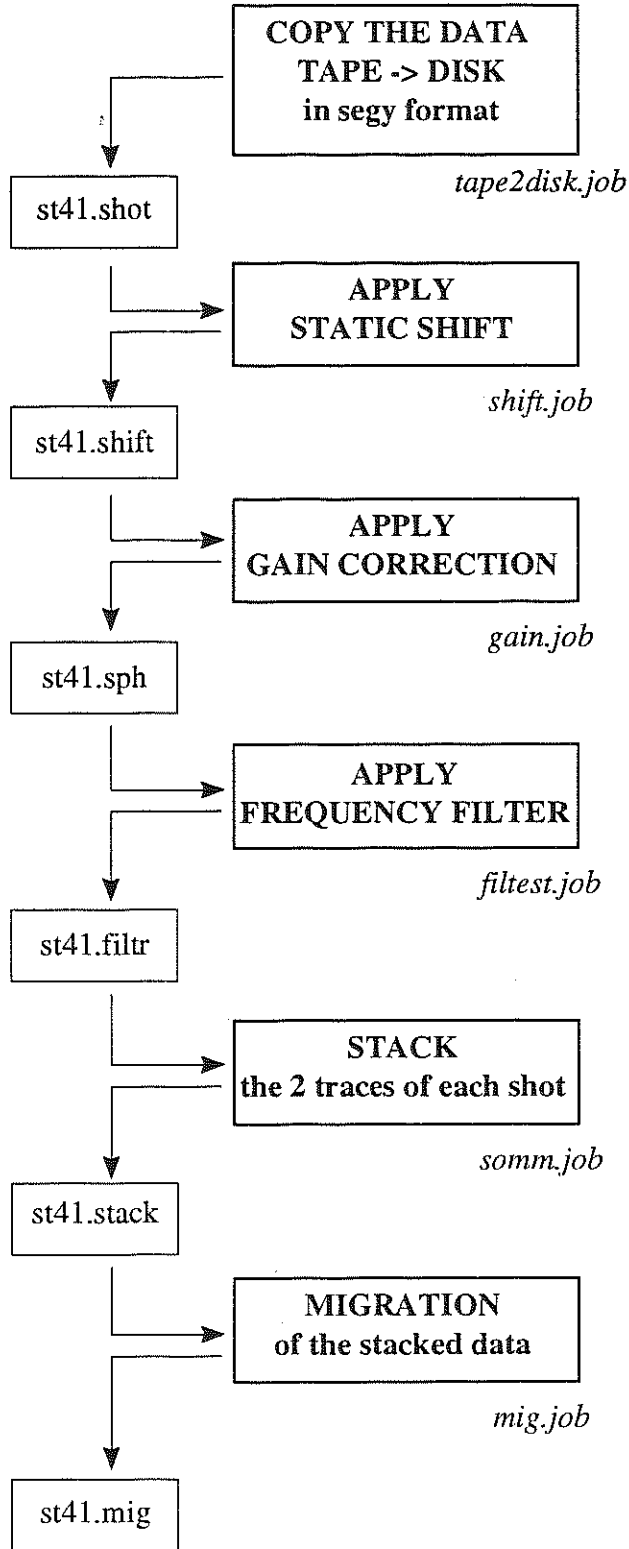 COPY THE DATA
TAPE -> DISK
in segy format
tape2disk.job
st41.shot
APPLY
STATIC SHIFT
shift.job
st41.shift
APPLY
GAIN CORRECTION
gain.job
st41.sph
APPLY
FREQUENCY FILTER
filtest.job
st41.filtr
STACK
the 2 traces of each shot
somm.job
st41.stack
MIGRATION
of the stacked data
mig.job
st41.mig